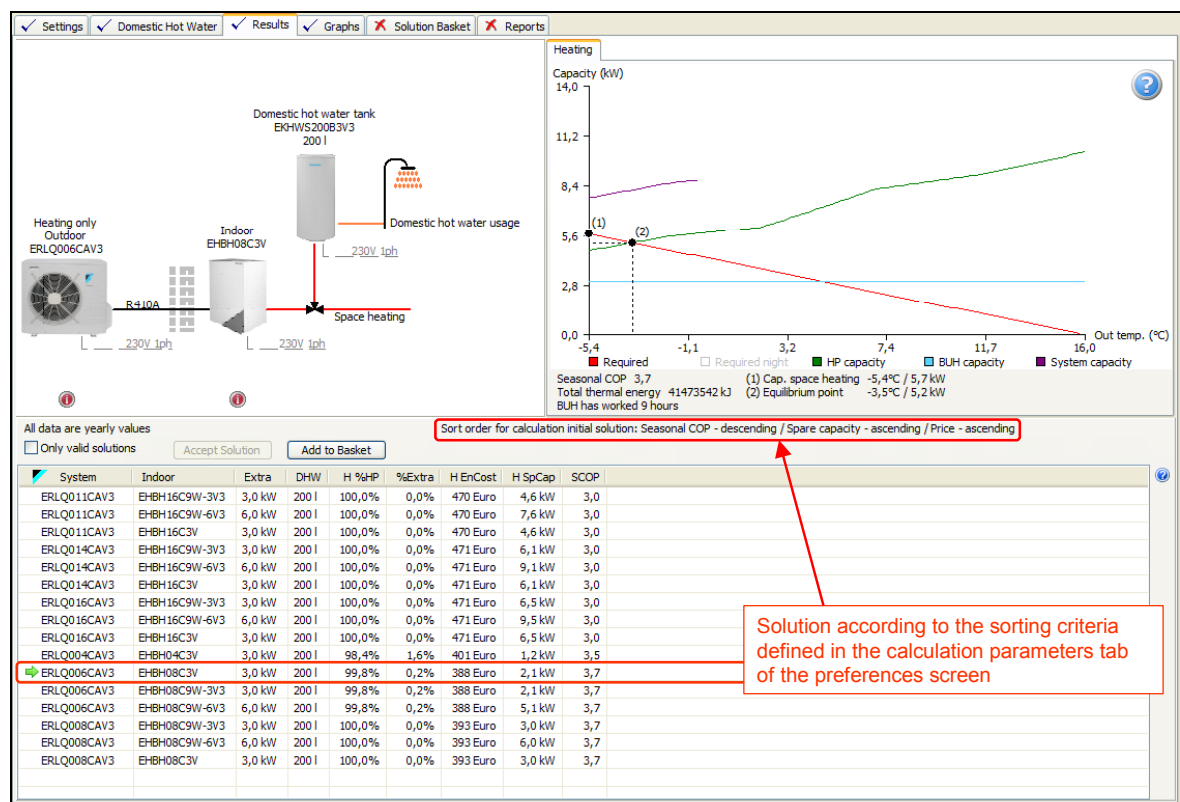 Settings
Domestic Hot Water
Results
Graphs
Solution Basket
Reports
Domestic hot water tank
EKHWS200B3V3
200 l
Domestic hot water usage
230V 1ph
Heating only
Outdoor
ERLQ006CAV3
Indoor
EHBH08C3V
R410A
Space heating
230V 1ph
230V 1ph
Heating
Capacity (kW)
14,0
11,2
8,4
5,6
2,8
0,0
(1)
(2)
-5,4
-1,1
3,2
7,4
11,7
16,0
Out temp. (°C)
Required
Required night
HP capacity
BUH capacity
System capacity
Seasonal COP 3,7
(1) Cap. space heating -5,4°C / 5,7 kW
Total thermal energy 41473542 kJ
(2) Equilibrium point -3,5°C / 5,2 kW
BUH has worked 9 hours
All data are yearly values
Sort order for calculation initial solution: Seasonal COP - descending / Spare capacity - ascending / Price - ascending
Only valid solutions
Accept Solution
Add to Basket
System Indoor Extra DHW H %HP %Extra H EnCost H SpCap SCOP
ERLQ011CAV3 EHBH16C9W-3V3 3,0 kW 200 l 100,0% 0,0% 470 Euro 4,6 kW 3,0
ERLQ011CAV3 EHBH16C9W-6V3 6,0 kW 200 l 100,0% 0,0% 470 Euro 7,6 kW 3,0
ERLQ011CAV3 EHBH16C3V 3,0 kW 200 l 100,0% 0,0% 470 Euro 4,6 kW 3,0
ERLQ014CAV3 EHBH16C9W-3V3 3,0 kW 200 l 100,0% 0,0% 471 Euro 6,1 kW 3,0
ERLQ014CAV3 EHBH16C9W-6V3 6,0 kW 200 l 100,0% 0,0% 471 Euro 9,1 kW 3,0
ERLQ014CAV3 EHBH16C3V 3,0 kW 200 l 100,0% 0,0% 471 Euro 6,1 kW 3,0
ERLQ016CAV3 EHBH16C9W-3V3 3,0 kW 200 l 100,0% 0,0% 471 Euro 6,5 kW 3,0
ERLQ016CAV3 EHBH16C9W-6V3 6,0 kW 200 l 100,0% 0,0% 471 Euro 9,5 kW 3,0
ERLQ016CAV3 EHBH16C3V 3,0 kW 200 l 100,0% 0,0% 471 Euro 6,5 kW 3,0
ERLQ004CAV3 EHBH04C3V 3,0 kW 200 l 98,4% 1,6% 401 Euro 1,2 kW 3,5
ERLQ006CAV3 EHBH08C3V 3,0 kW 200 l 99,8% 0,2% 388 Euro 2,1 kW 3,7
ERLQ006CAV3 EHBH08C9W-3V3 3,0 kW 200 l 99,8% 0,2% 388 Euro 2,1 kW 3,7
ERLQ006CAV3 EHBH08C9W-6V3 6,0 kW 200 l 99,8% 0,2% 388 Euro 5,1 kW 3,7
ERLQ008CAV3 EHBH08C9W-3V3 3,0 kW 200 l 100,0% 0,0% 393 Euro 3,0 kW 3,7
ERLQ008CAV3 EHBH08C9W-6V3 6,0 kW 200 l 100,0% 0,0% 393 Euro 6,0 kW 3,7
ERLQ008CAV3 EHBH08C3V 3,0 kW 200 l 100,0% 0,0% 393 Euro 3,0 kW 3,7
Solution according to the sorting criteria
defined in the calculation parameters tab
of the preferences screen